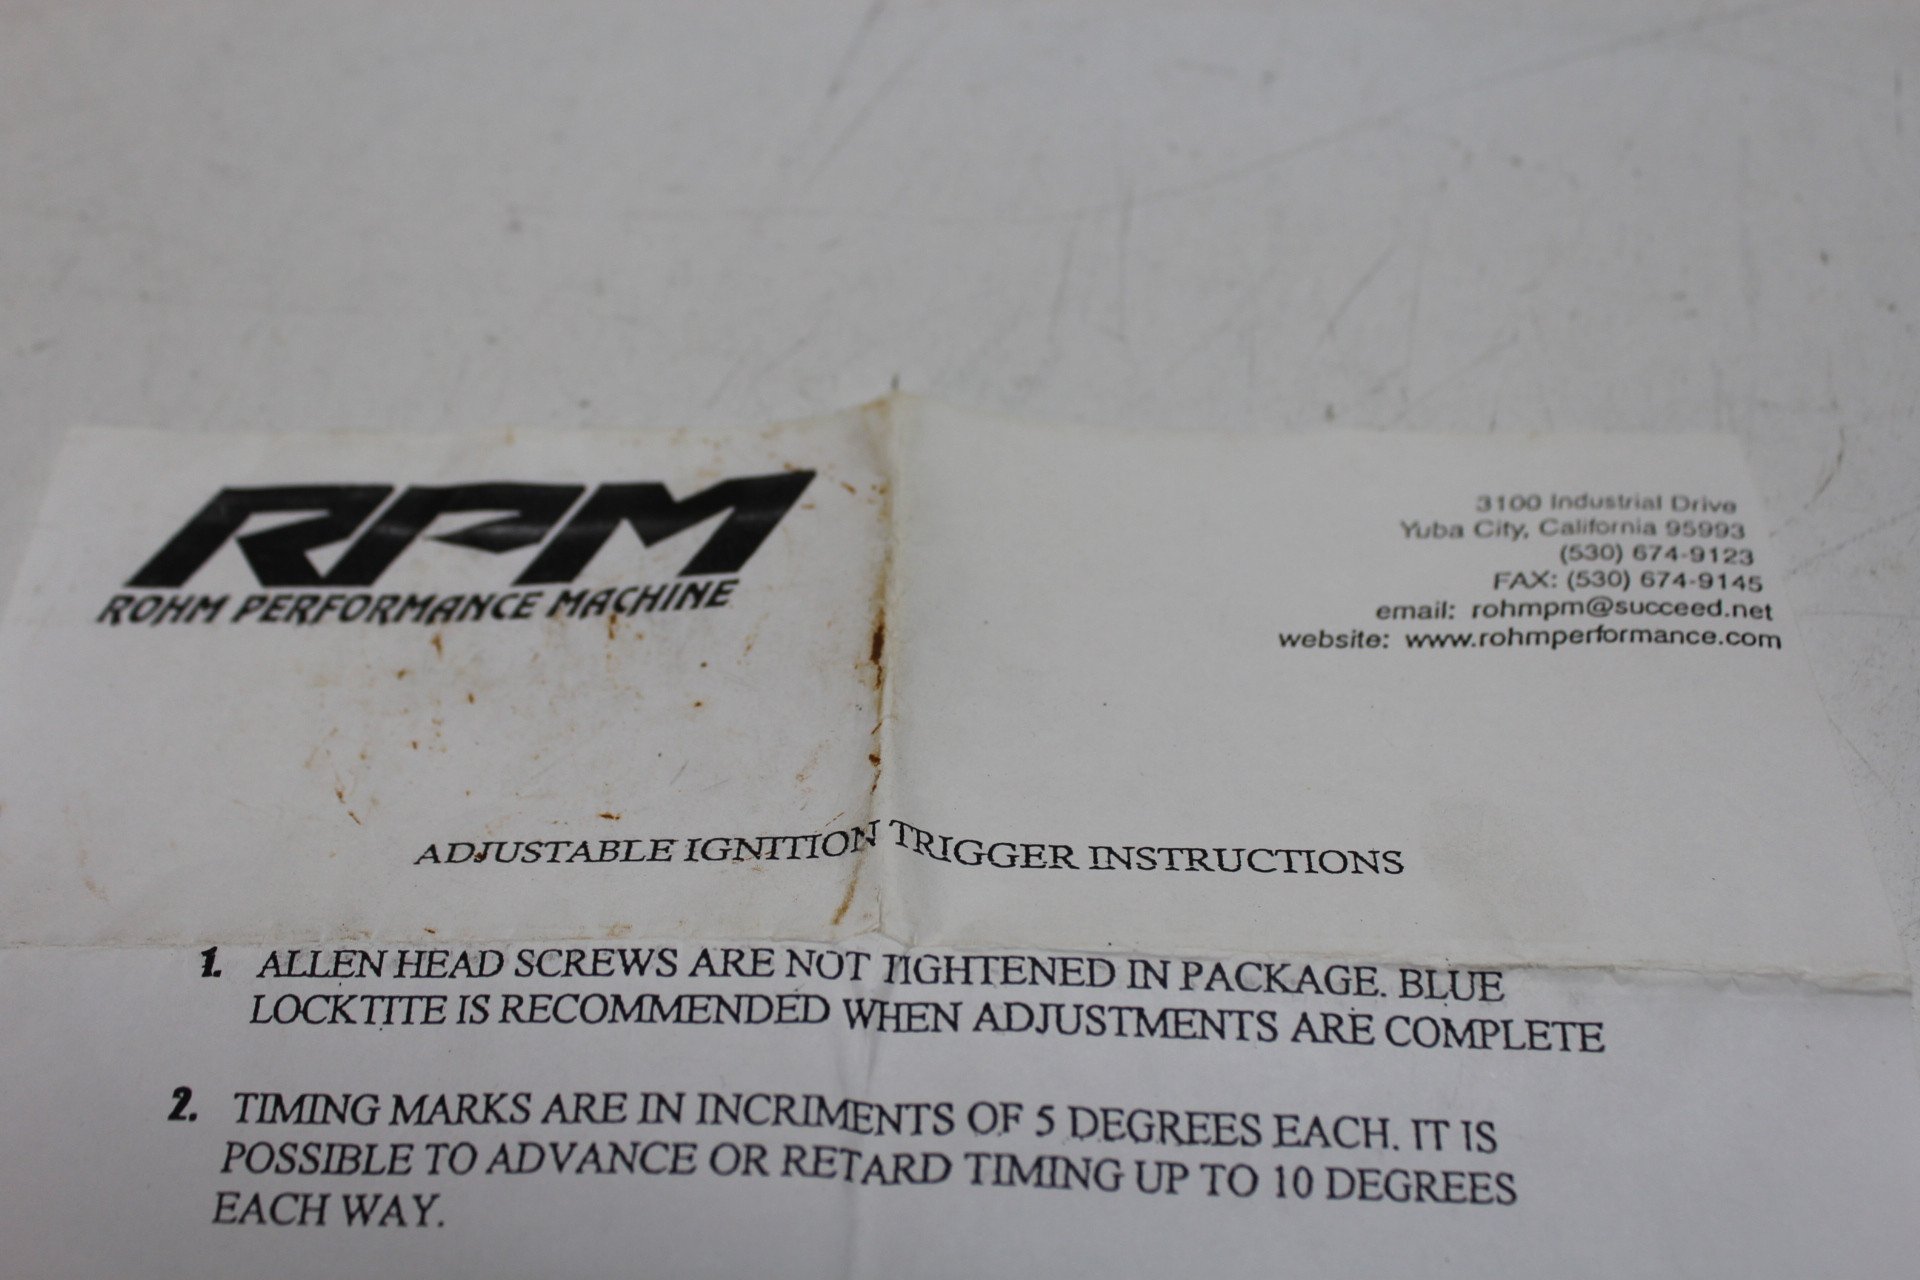 RPM
ROHM PERFORMANCE MACHINE
3100 Industrial Drive
Yuba City, California 95993
(530) 674-9123
FAX: (530) 674-9145
email: rohmpm@succeed.net
website: www.rohmperformance.com
ADJUSTABLE IGNITION TRIGGER INSTRUCTIONS
1. ALLEN HEAD SCREWS ARE NOT TIGHTENED IN PACKAGE. BLUE
LOCKTITE IS RECOMMENDED WHEN ADJUSTMENTS ARE COMPLETE
2. TIMING MARKS ARE IN INCRIMENTS OF 5 DEGREES EACH. IT IS
POSSIBLE TO ADVANCE OR RETARD TIMING UP TO 10 DEGREES
EACH WAY.